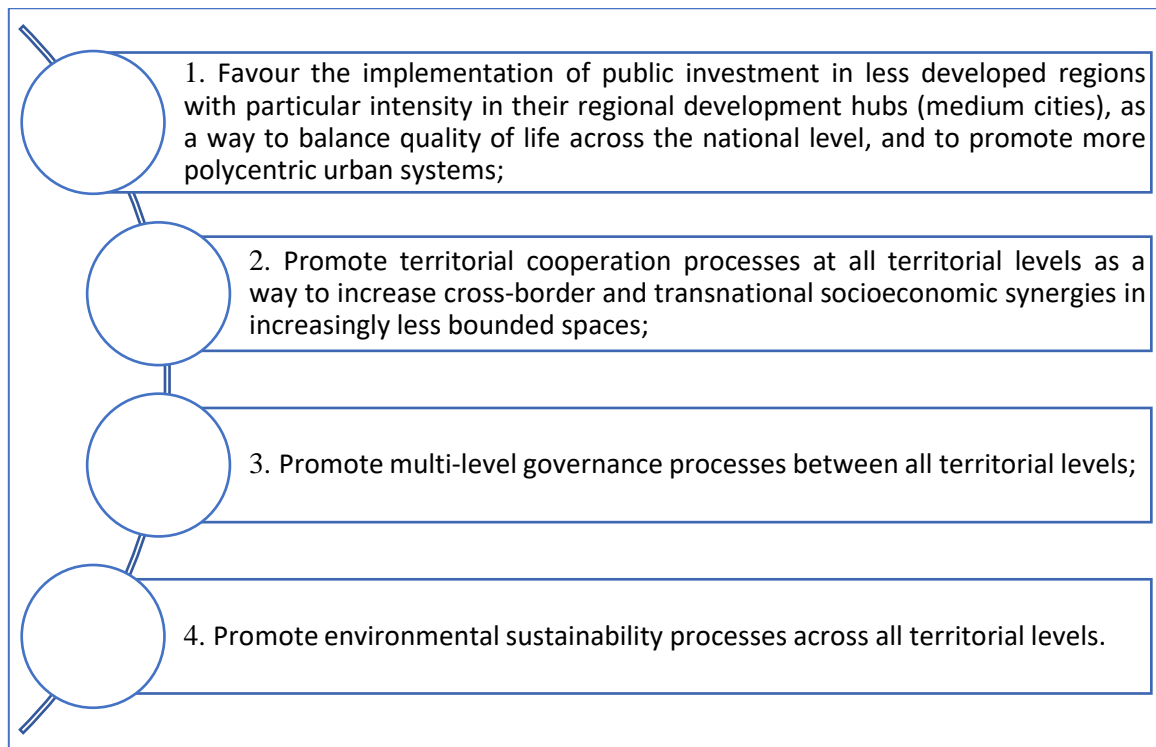 1. Favour the implementation of public investment in less developed regions
with particular intensity in their regional development hubs (medium cities), as
a way to balance quality of life across the national level, and to promote more
polycentric urban systems;
2. Promote territorial cooperation processes at all territorial levels as a
way to increase cross-border and transnational socioeconomic synergies in
increasingly less bounded spaces;
3. Promote multi-level governance processes between all territorial levels;
4. Promote environmental sustainability processes across all territorial levels.